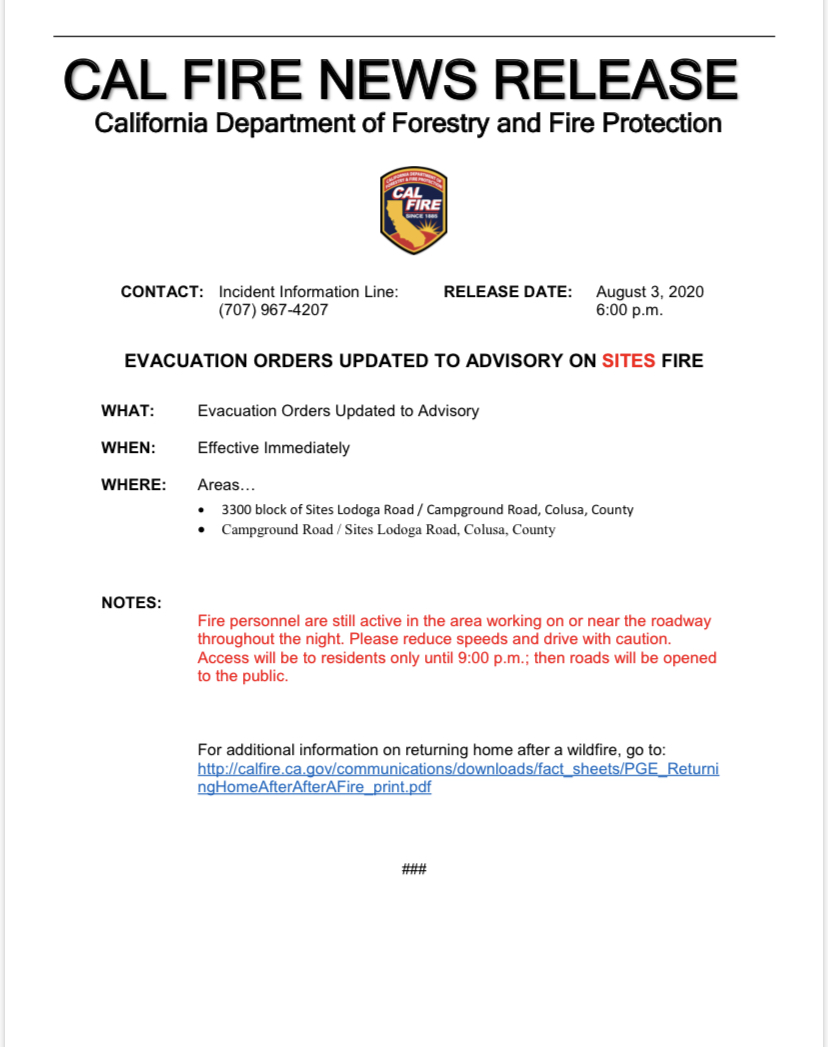 CAL FIRE NEWS RELEASE
California Department of Forestry and Fire Protection
CALIFORNIA DEPARTMENT OF
FORESTRY & FIRE PROTECTION
CAL
FIRE
SINCE 1885
CONTACT: Incident Information Line: RELEASE DATE: August 3, 2020
(707) 967-4207 6:00 p.m.
EVACUATION ORDERS UPDATED TO ADVISORY ON SITES FIRE
WHAT: Evacuation Orders Updated to Advisory
WHEN: Effective Immediately
WHERE: Areas…
• 3300 block of Sites Lodoga Road / Campground Road, Colusa, County
• Campground Road / Sites Lodoga Road, Colusa, County
NOTES:
Fire personnel are still active in the area working on or near the roadway
throughout the night. Please reduce speeds and drive with caution.
Access will be to residents only until 9:00 p.m.; then roads will be opened
to the public.
For additional information on returning home after a wildfire, go to:
http://calfire.ca.gov/communications/downloads/fact_sheets/PGE_Returni
ngHomeAfterAfterAFire_print.pdf
###